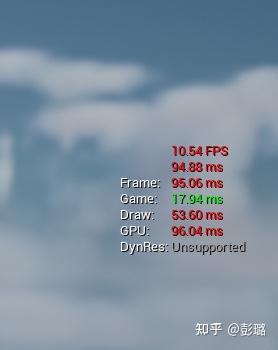 10.54 FPS
94.88 ms
Frame: 95.06 ms
Game: 17.94 ms
Draw: 53.60 ms
GPU: 96.04 ms
DynRes: Unsupported
知乎 @彭璐